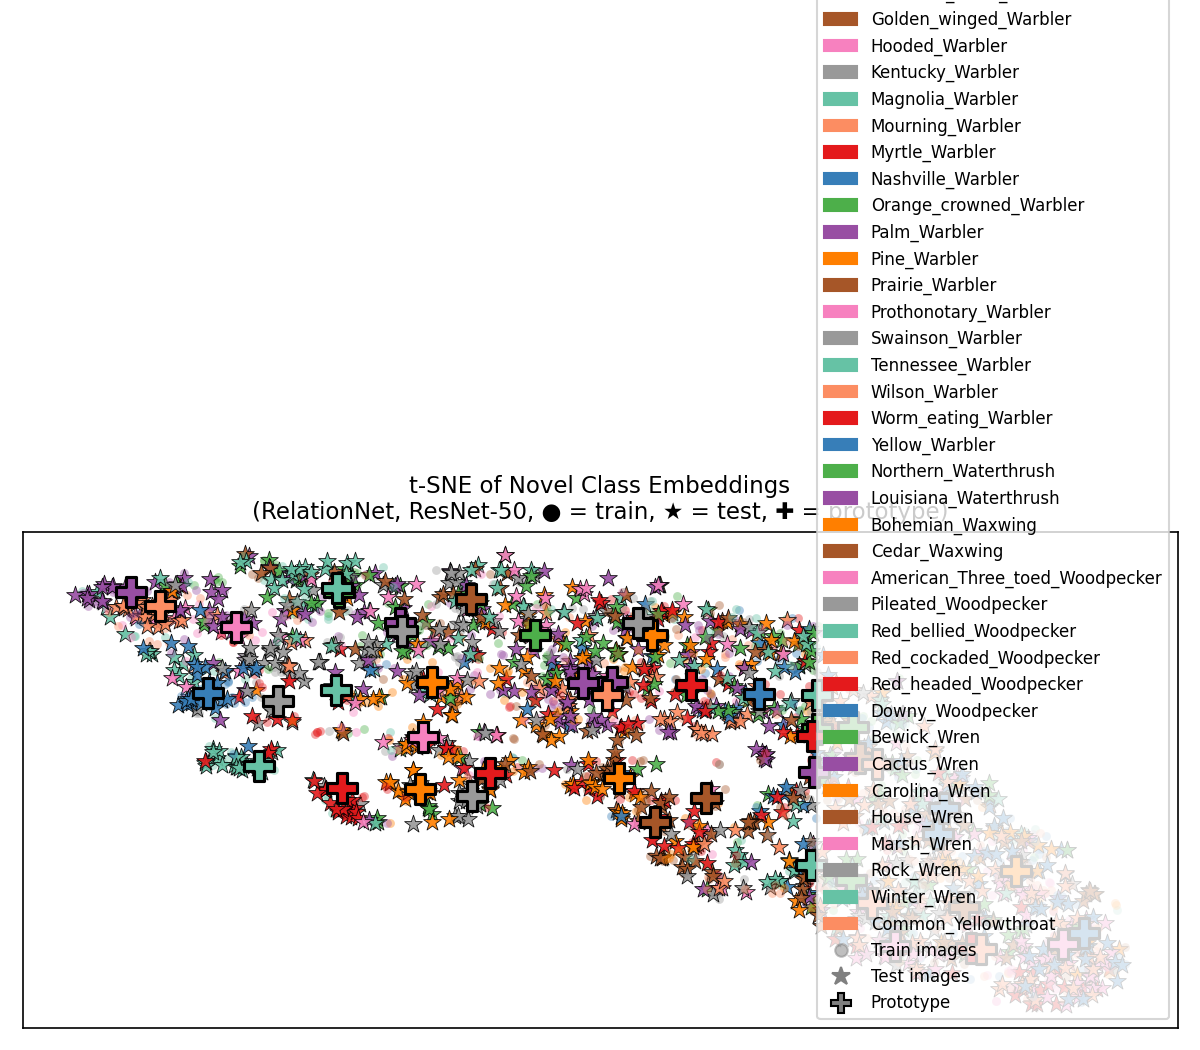 Golden_winged_Warbler
Hooded_Warbler
Kentucky_Warbler
Magnolia_Warbler
Mourning_Warbler
Myrtle_Warbler
Nashville_Warbler
Orange_crowned_Warbler
Palm_Warbler
Pine_Warbler
Prairie_Warbler
Prothonotary_Warbler
Swainson_Warbler
Tennessee_Warbler
Wilson_Warbler
Worm_eating_Warbler
Yellow_Warbler
Northern_Waterthrush
Louisiana_Waterthrush
Bohemian_Waxwing
Cedar_Waxwing
American_Three_toed_Woodpecker
Pileated_Woodpecker
Red_bellied_Woodpecker
Red_cockaded_Woodpecker
Red_headed_Woodpecker
Downy_Woodpecker
Bewick_Wren
Cactus_Wren
Carolina_Wren
House_Wren
Marsh_Wren
Rock_Wren
Winter_Wren
Common_Yellowthroat
Train images
Test images
Prototype
t-SNE of Novel Class Embeddings
(RelationNet, ResNet-50, ● = train, ★ = test, ✚ = prototype)